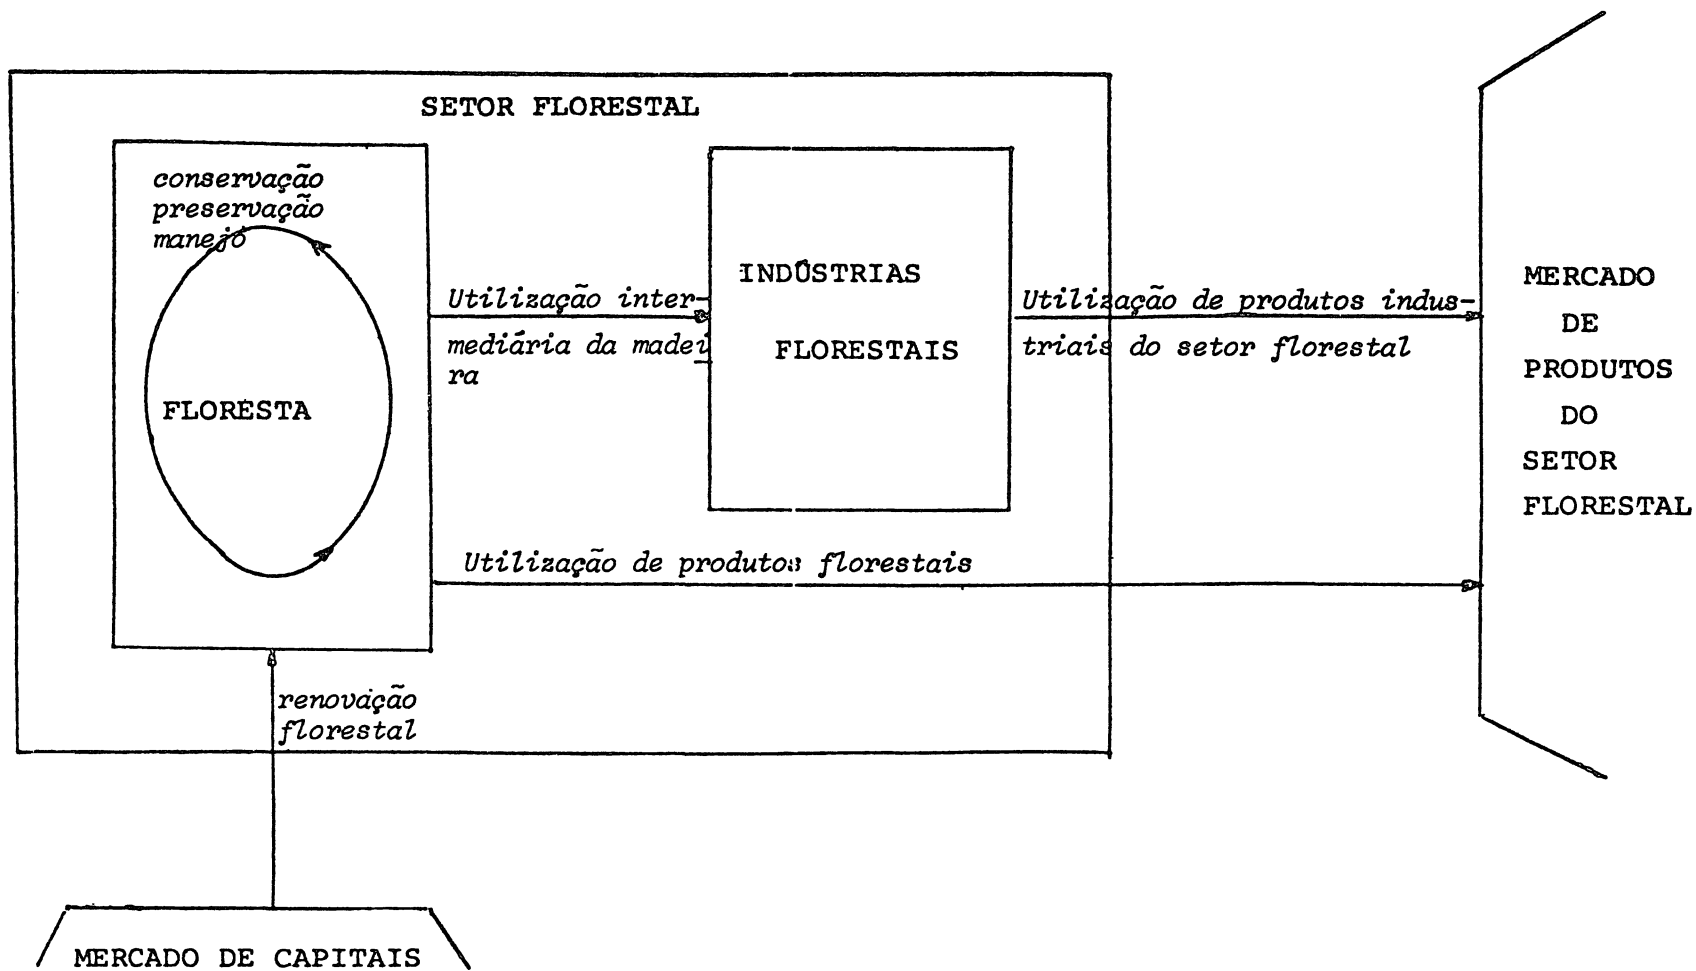 SETOR FLORESTAL
conservação
preservação
manejo
FLORESTA
Utilização inter-
mediária da madei
ra
INDÚSTRIAS
FLORESTAIS
Utilização de produtos indus-
triais do setor florestal
Utilização de produtos florestais
renovação
florestal
MERCADO DE CAPITAIS
MERCADO
DE
PRODUTOS
DO
SETOR
FLORESTAL